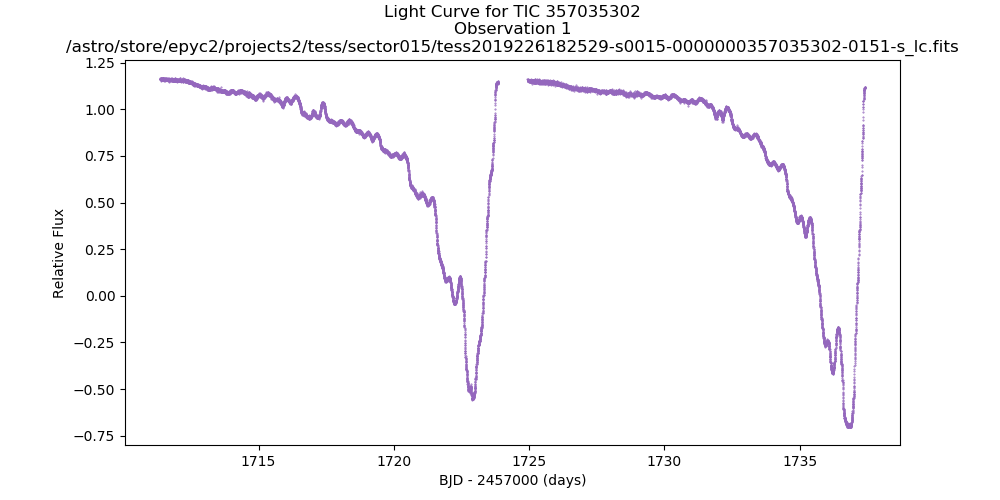 Light Curve for TIC 357035302
Observation 1
/astro/store/epyc2/projects2/tess/sector015/tess2019226182529-s0015-0000000357035302-0151-s_lc.fits
1.25
1.00
0.75
0.50
0.25
0.00
−0.25
−0.50
−0.75
Relative Flux
1715
1720
1725
1730
1735
BJD - 2457000 (days)